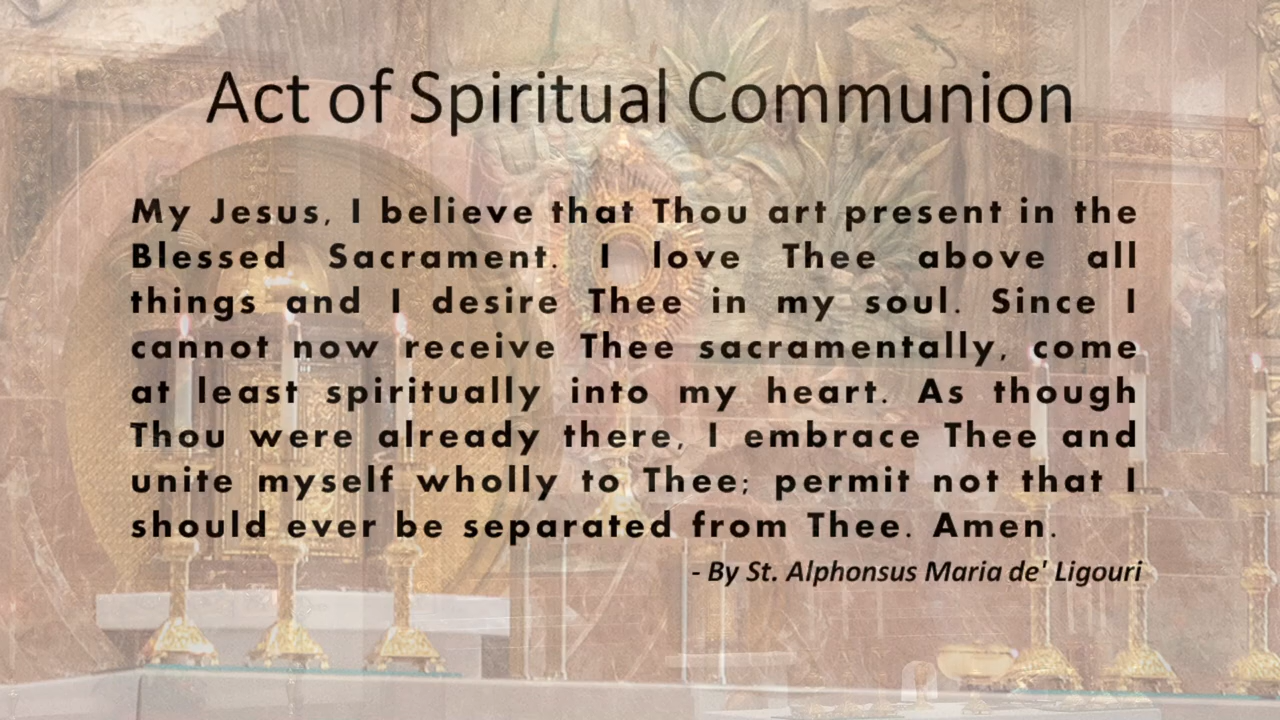 Act of Spiritual Communion
My Jesus, I believe that Thou art present in the
Blessed Sacrament. I love Thee above all
things and I desire Thee in my soul. Since I
cannot now receive Thee sacramentally, come
at least spiritually into my heart. As though
Thou were already there, I embrace Thee and
unite myself wholly to Thee; permit not that I
should ever be separated from Thee. Amen.
- By St. Alphonsus Maria de' Ligouri